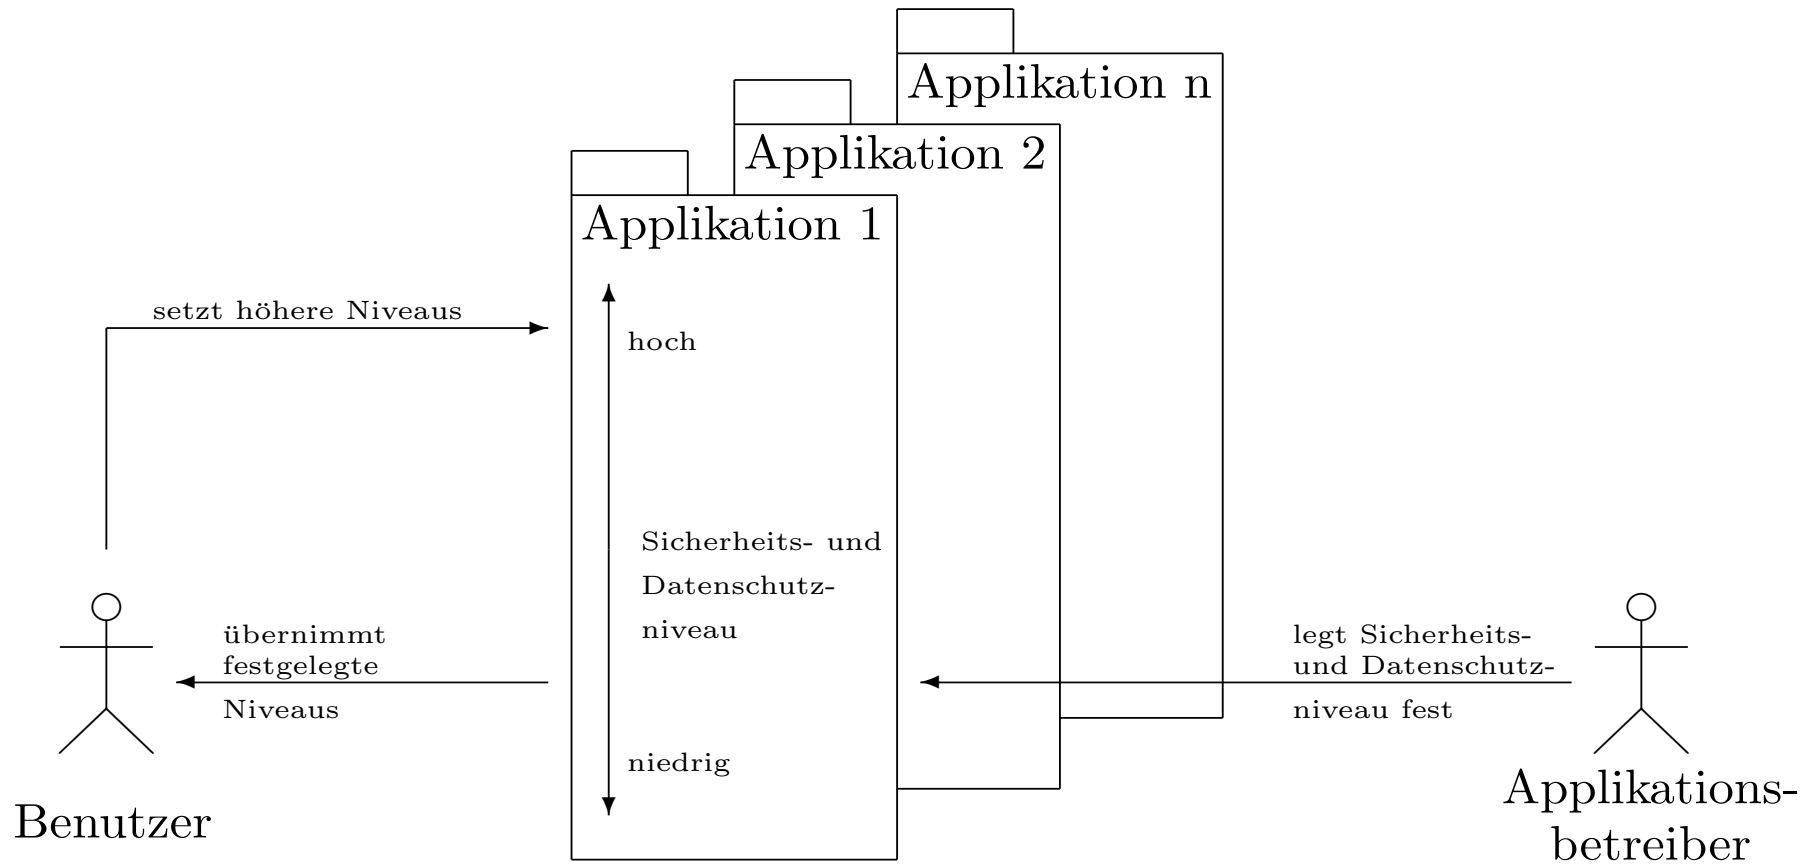 Applikation n
Applikation 2
Applikation 1
setzt höhere Niveaus
hoch
Sicherheits- und
Datenschutz-
niveau
übernimmt
festgelegte
Niveaus
legt Sicherheits-
und Datenschutz-
niveau fest
niedrig
Benutzer
Applikations-
betreiber